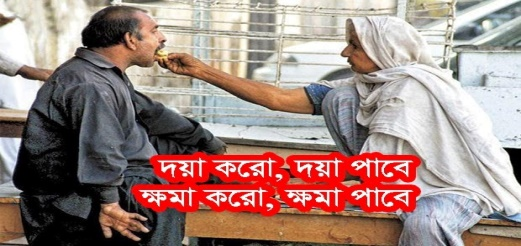 দয়া করো, দয়া পাবে
ক্ষমা করো, ক্ষমা পাবে